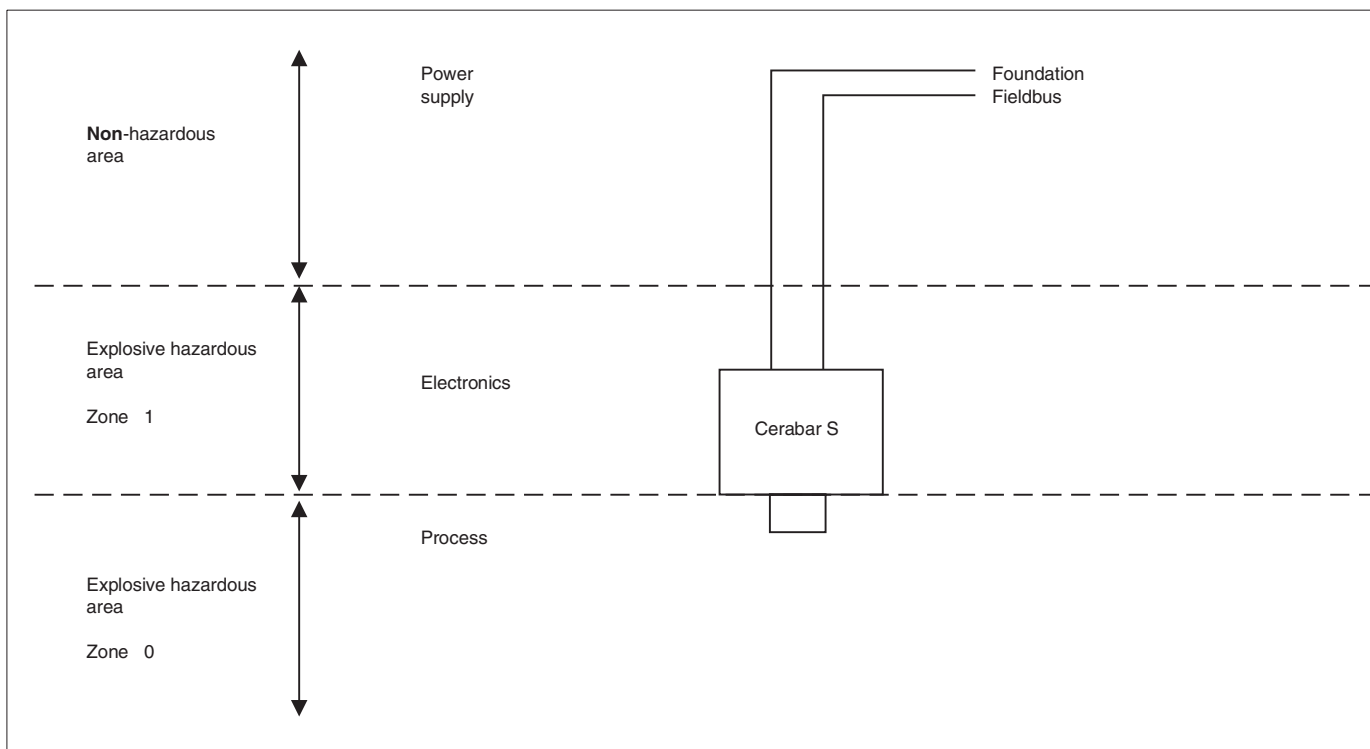 Power
supply
Foundation
Fieldbus
Non-hazardous
area
Explosive hazardous
area
Zone 1
Electronics
Cerabar S
Process
Explosive hazardous
area
Zone 0